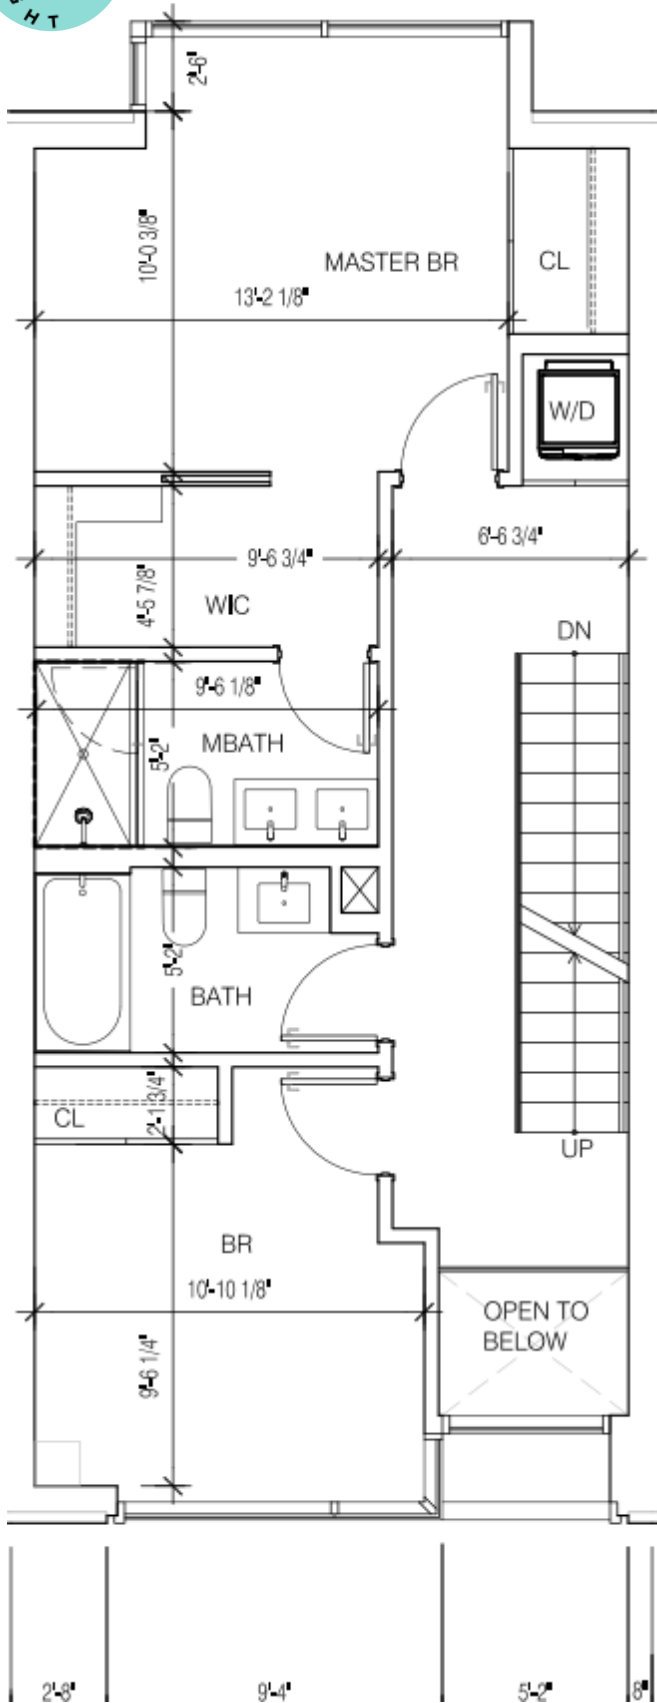 GHT
2'-6"
10'-0 3/8"
MASTER BR
CL
13'-2 1/8"
W/D
6'-6 3/4"
9'-6 3/4"
4'-5 7/8"
WIC
DN
9'-6 1/8"
MBATH
5'-2"
5'-2"
BATH
2'-1 3/4"
CL
UP
BR
10'-10 1/8"
OPEN TO
BELOW
9'-6 1/4"
2'-8"
9'-4"
5'-2"
8"